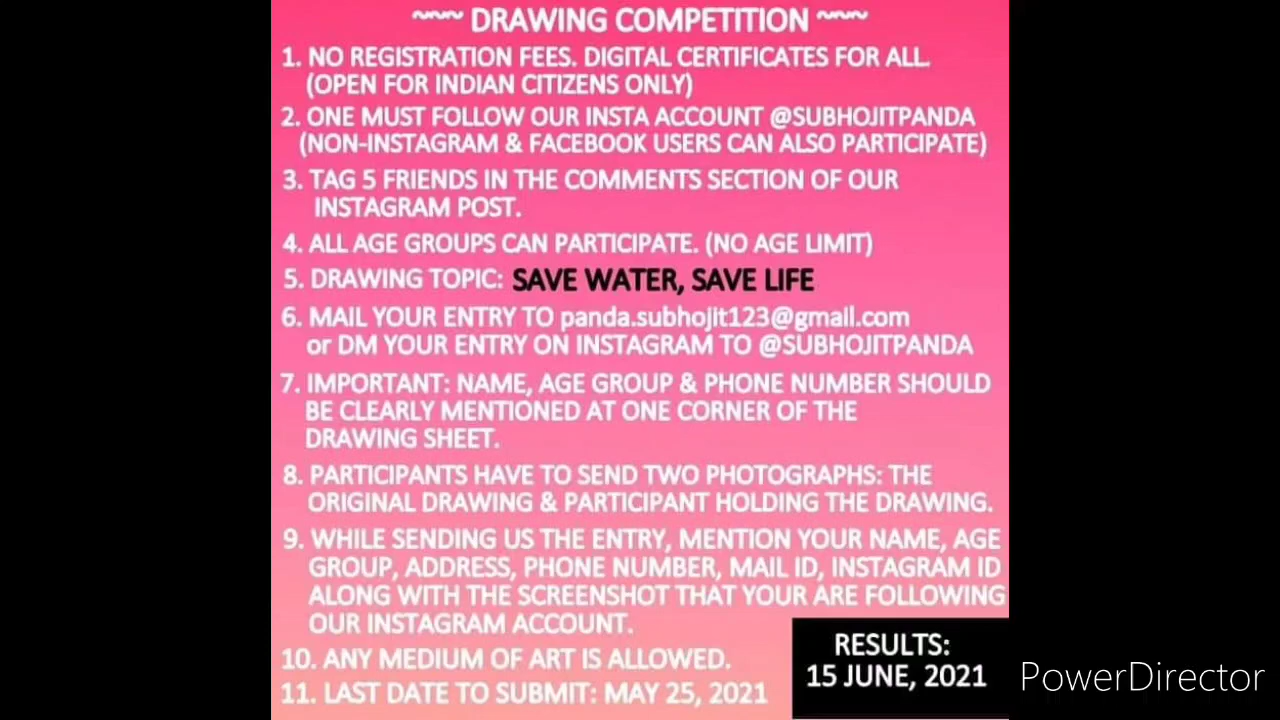 ~~~ DRAWING COMPETITION ~~~
1. NO REGISTRATION FEES. DIGITAL CERTIFICATES FOR ALL.
(OPEN FOR INDIAN CITIZENS ONLY)
2. ONE MUST FOLLOW OUR INSTA ACCOUNT @SUBHOJITPANDA
(NON-INSTAGRAM & FACEBOOK USERS CAN ALSO PARTICIPATE)
3. TAG 5 FRIENDS IN THE COMMENTS SECTION OF OUR
INSTAGRAM POST.
4. ALL AGE GROUPS CAN PARTICIPATE. (NO AGE LIMIT)
5. DRAWING TOPIC: SAVE WATER, SAVE LIFE
6. MAIL YOUR ENTRY TO panda.subhojit123@gmail.com
or DM YOUR ENTRY ON INSTAGRAM TO @SUBHOJITPANDA
7. IMPORTANT: NAME, AGE GROUP & PHONE NUMBER SHOULD
BE CLEARLY MENTIONED AT ONE CORNER OF THE
DRAWING SHEET.
8. PARTICIPANTS HAVE TO SEND TWO PHOTOGRAPHS: THE
ORIGINAL DRAWING & PARTICIPANT HOLDING THE DRAWING.
9. WHILE SENDING US THE ENTRY, MENTION YOUR NAME, AGE
GROUP, ADDRESS, PHONE NUMBER, MAIL ID, INSTAGRAM ID
ALONG WITH THE SCREENSHOT THAT YOUR ARE FOLLOWING
OUR INSTAGRAM ACCOUNT.
10. ANY MEDIUM OF ART IS ALLOWED.
11. LAST DATE TO SUBMIT: MAY 25, 2021
RESULTS:
15 JUNE, 2021
PowerDirector